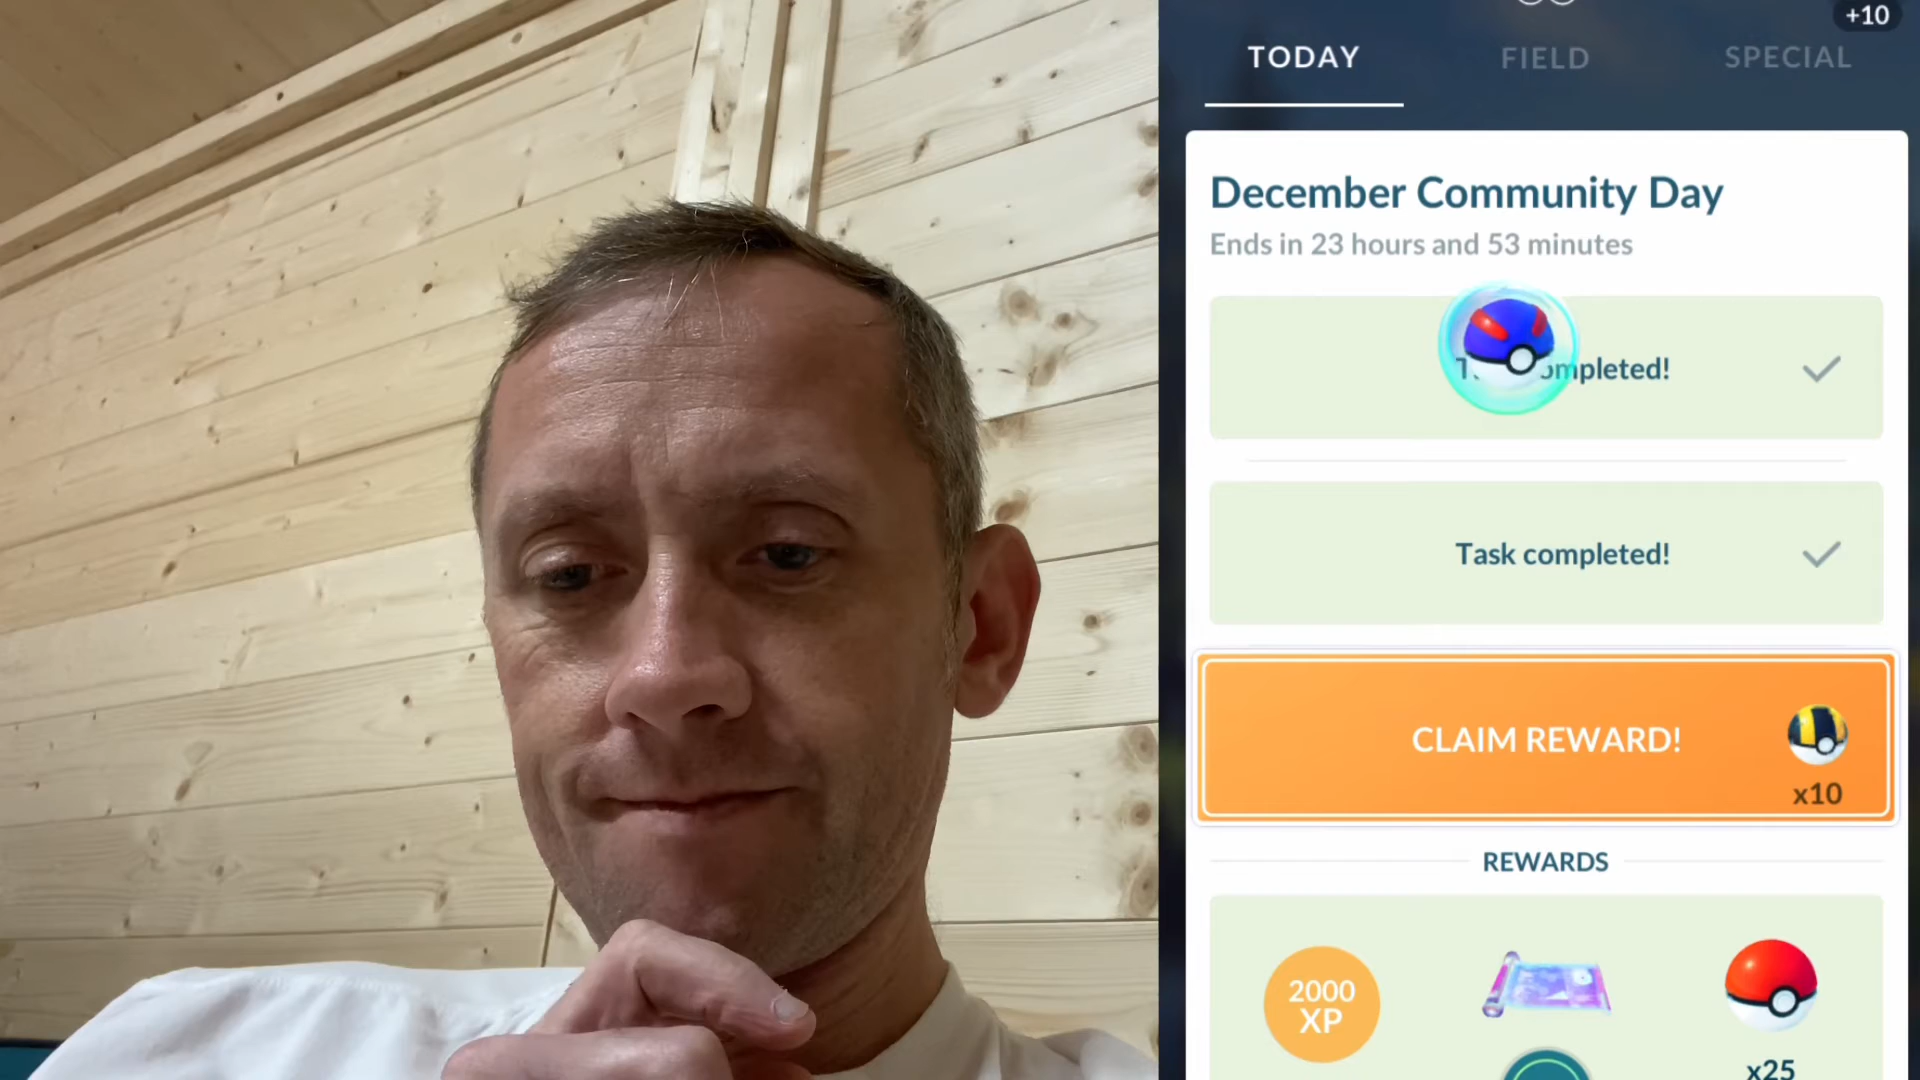 +10
TODAY
FIELD
SPECIAL
December Community Day
Ends in 23 hours and 53 minutes
completed!
Task completed!
CLAIM REWARD!
x10
REWARDS
2000
XP
x25